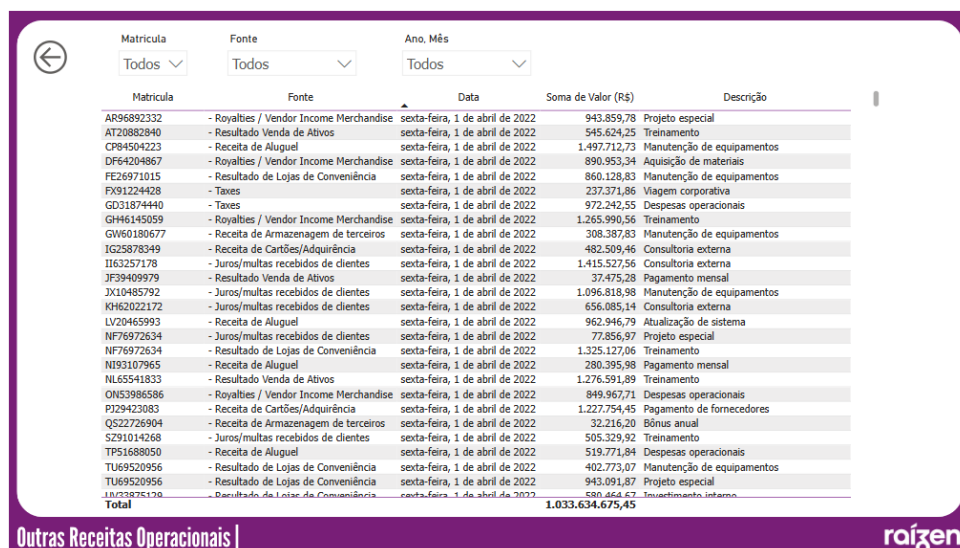 Matricula Fonte Ano, Mês
Todos Todos Todos
Matricula Fonte Data Soma de Valor (R$) Descrição
AR96892332 - Royalties / Vendor Income Merchandise sexta-feira, 1 de abril de 2022 943.859,78 Projeto especial
AT20882840 - Resultado Venda de Ativos sexta-feira, 1 de abril de 2022 545.624,25 Treinamento
CP84504223 - Receita de Aluguel sexta-feira, 1 de abril de 2022 1.497.712,73 Manutenção de equipamentos
DF64204867 - Royalties / Vendor Income Merchandise sexta-feira, 1 de abril de 2022 890.953,34 Aquisição de materiais
FE26971015 - Resultado de Lojas de Conveniência sexta-feira, 1 de abril de 2022 860.128,83 Manutenção de equipamentos
FX91224428 - Taxes sexta-feira, 1 de abril de 2022 237.371,86 Viagem corporativa
GD31874440 - Taxes sexta-feira, 1 de abril de 2022 972.242,55 Despesas operacionais
GH46145059 - Royalties / Vendor Income Merchandise sexta-feira, 1 de abril de 2022 1.265.990,56 Treinamento
GW60180677 - Receita de Armazenagem de terceiros sexta-feira, 1 de abril de 2022 308.387,83 Manutenção de equipamentos
IG25878349 - Receita de Cartões/Adquirência sexta-feira, 1 de abril de 2022 482.509,46 Consultoria externa
II63257178 - Juros/multas recebidos de clientes sexta-feira, 1 de abril de 2022 1.415.527,56 Consultoria externa
JF39409979 - Resultado Venda de Ativos sexta-feira, 1 de abril de 2022 37.475,28 Pagamento mensal
JX10485792 - Juros/multas recebidos de clientes sexta-feira, 1 de abril de 2022 1.096.818,98 Manutenção de equipamentos
KH62022172 - Juros/multas recebidos de clientes sexta-feira, 1 de abril de 2022 656.085,14 Consultoria externa
LV20465993 - Receita de Aluguel sexta-feira, 1 de abril de 2022 962.946,79 Atualização de sistema
NF76972634 - Juros/multas recebidos de clientes sexta-feira, 1 de abril de 2022 77.856,97 Projeto especial
NF76972634 - Resultado de Lojas de Conveniência sexta-feira, 1 de abril de 2022 1.325.127,06 Treinamento
NI93107965 - Receita de Aluguel sexta-feira, 1 de abril de 2022 280.395,98 Pagamento mensal
NL65541833 - Resultado Venda de Ativos sexta-feira, 1 de abril de 2022 1.276.591,89 Treinamento
ON53986586 - Royalties / Vendor Income Merchandise sexta-feira, 1 de abril de 2022 849.967,71 Despesas operacionais
PJ29423083 - Receita de Cartões/Adquirência sexta-feira, 1 de abril de 2022 1.227.754,45 Pagamento de fornecedores
QS22726904 - Receita de Armazenagem de terceiros sexta-feira, 1 de abril de 2022 32.216,20 Bônus anual
SZ91014268 - Juros/multas recebidos de clientes sexta-feira, 1 de abril de 2022 505.329,92 Treinamento
TP51688050 - Receita de Aluguel sexta-feira, 1 de abril de 2022 519.771,84 Despesas operacionais
TU69520956 - Resultado de Lojas de Conveniência sexta-feira, 1 de abril de 2022 402.773,07 Manutenção de equipamentos
TU69520956 - Resultado de Lojas de Conveniência sexta-feira, 1 de abril de 2022 943.091,87 Projeto especial
UV33875129 - Resultado de Lojas de Conveniência sexta-feira, 1 de abril de 2022 580.464,67 Investimento interno
Total 1.033.634.675,45
Outras Receitas Operacionais |
raízen